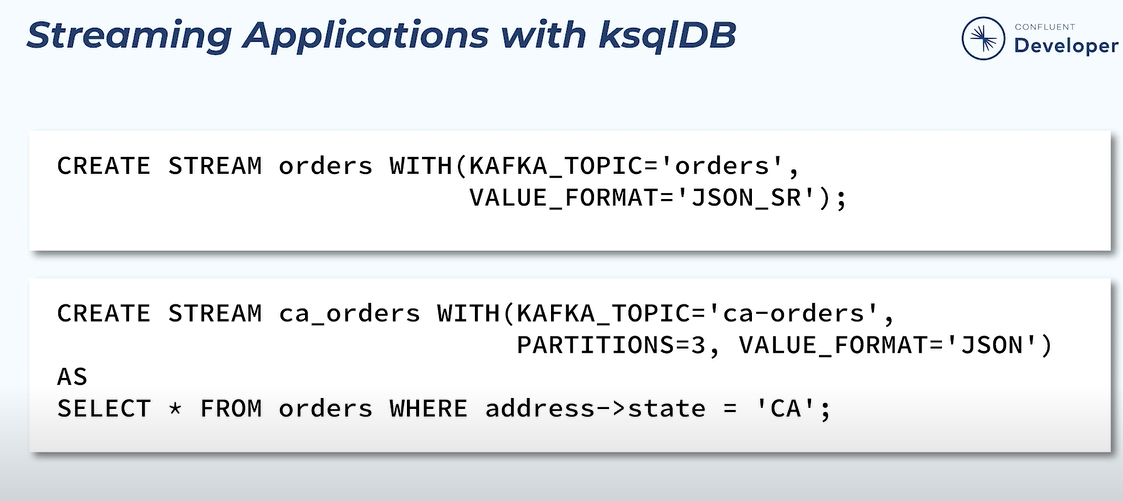 Streaming Applications with ksqlDB
CONFLUENT
Developer
CREATE STREAM orders WITH(KAFKA_TOPIC='orders',
VALUE_FORMAT='JSON_SR');
CREATE STREAM ca_orders WITH(KAFKA_TOPIC='ca-orders',
PARTITIONS=3, VALUE_FORMAT='JSON')
AS
SELECT * FROM orders WHERE address->state = 'CA';